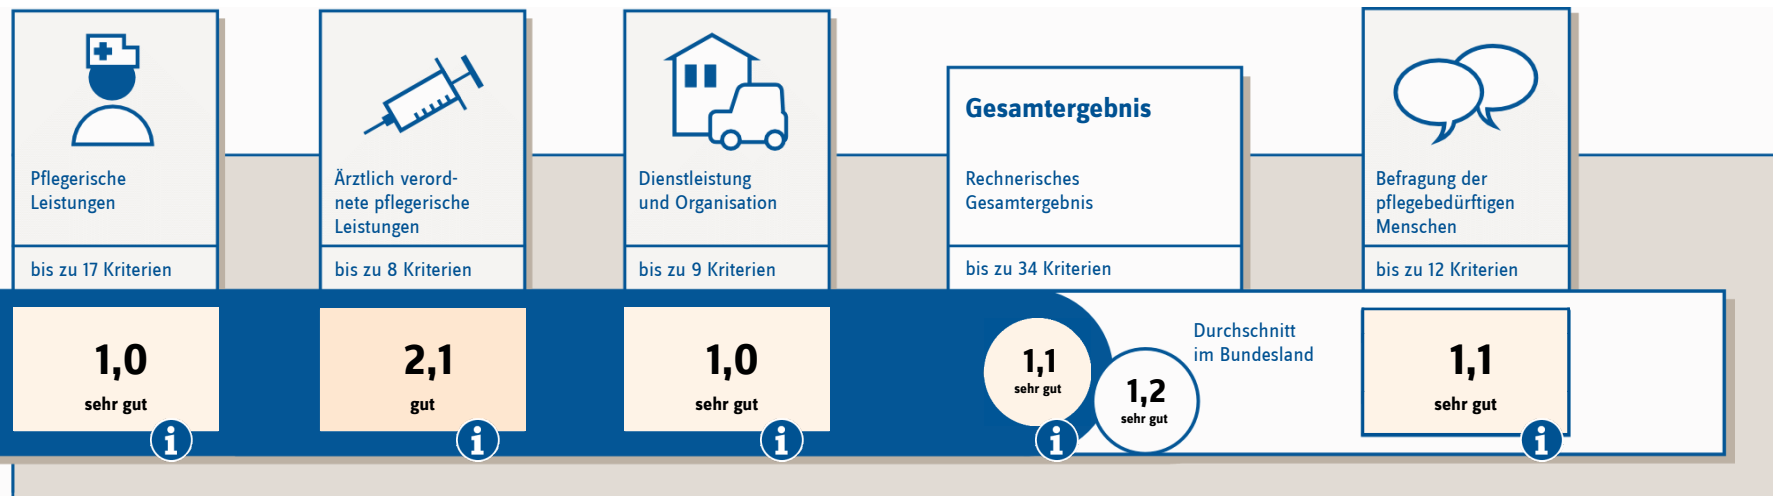 Pflegerische
Leistungen
bis zu 17 Kriterien
1,0
sehr gut
i
Ärztlich verord-
nete pflegerische
Leistungen
bis zu 8 Kriterien
2,1
gut
i
Dienstleistung
und Organisation
bis zu 9 Kriterien
1,0
sehr gut
i
Gesamtergebnis
Rechnerisches
Gesamtergebnis
bis zu 34 Kriterien
1,1
sehr gut
i
1,2
sehr gut
Durchschnitt
im Bundesland
Befragung der
pflegebedürftigen
Menschen
bis zu 12 Kriterien
1,1
sehr gut
i